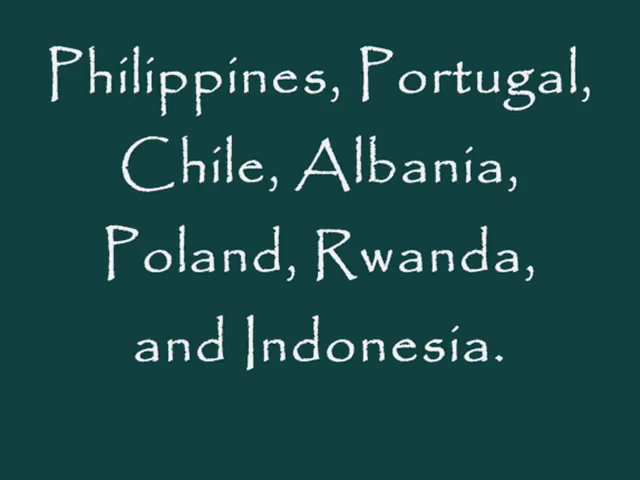 Philippines, Portugal,
Chile, Albania,
Poland, Rwanda,
and Indonesia.